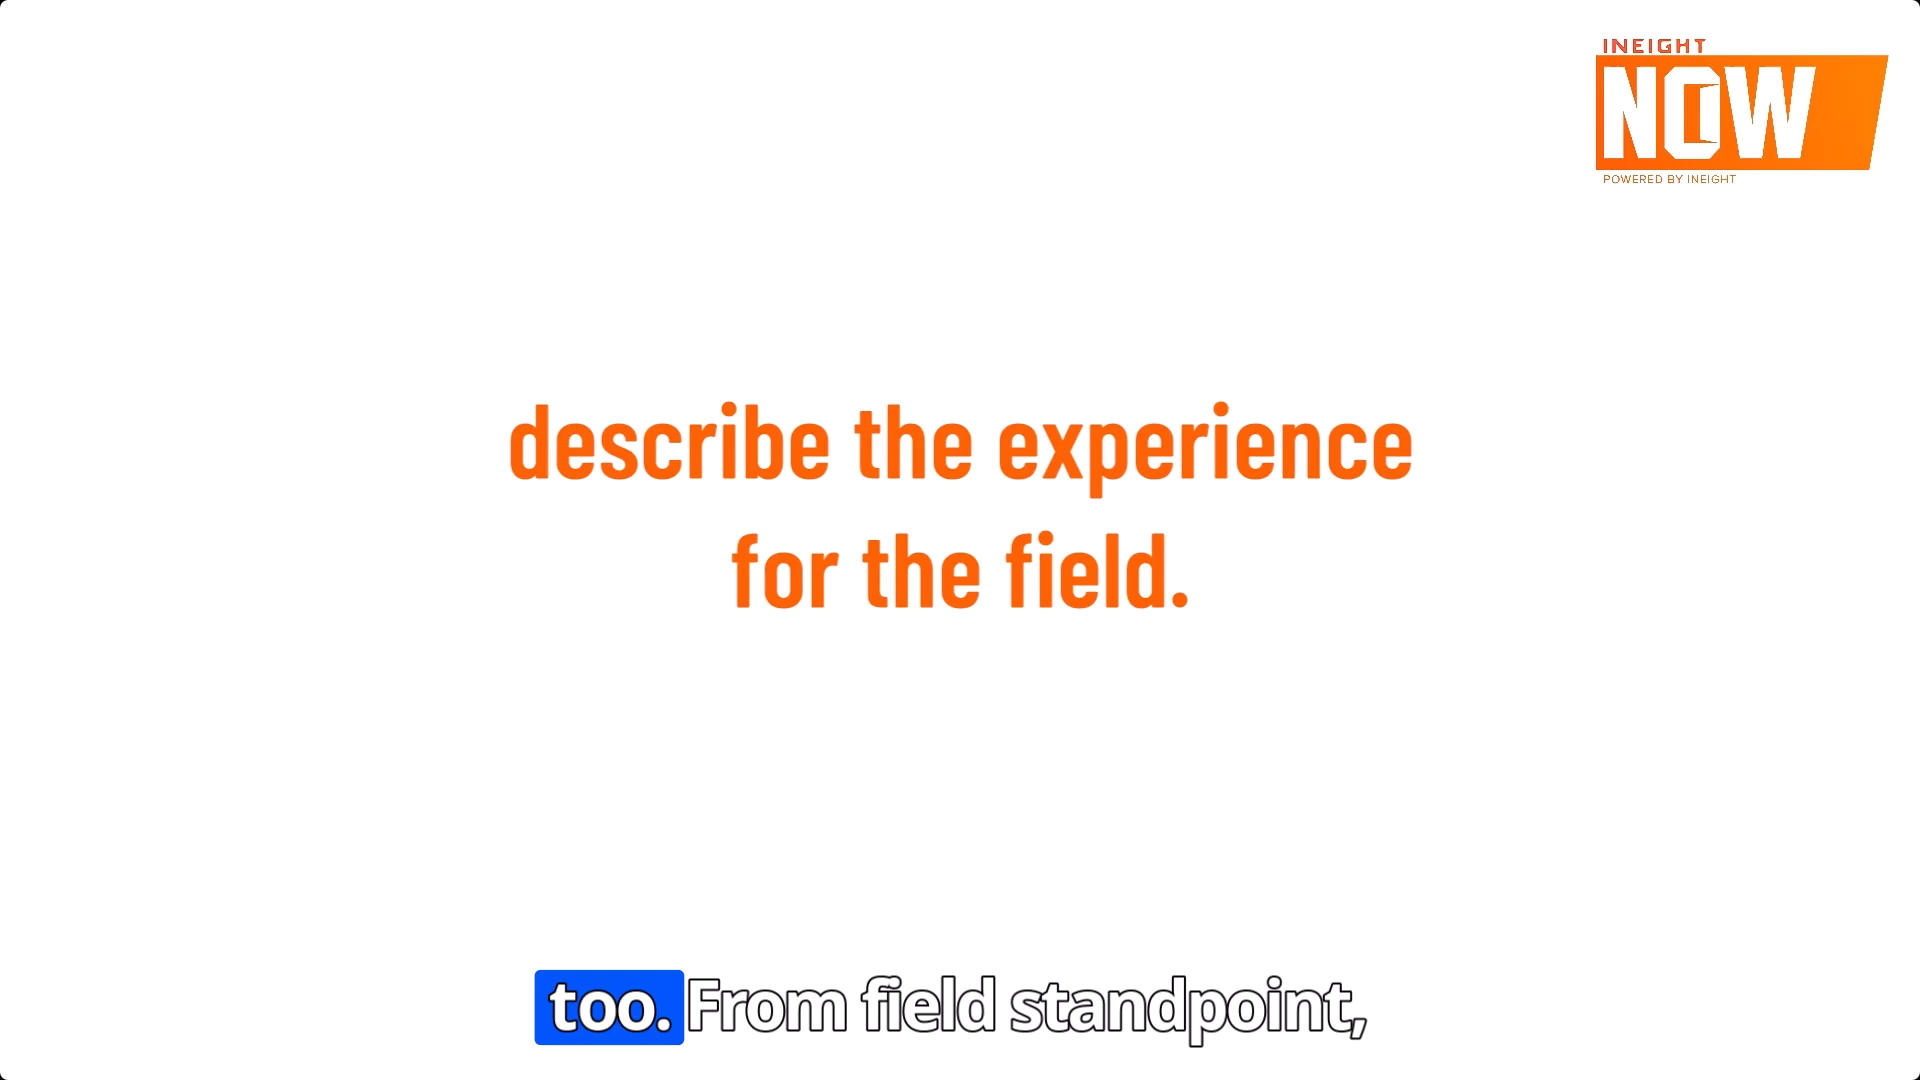 INEIGHT
NOW
POWERED BY INEIGHT
describe the experience
for the field.
too. From field standpoint,